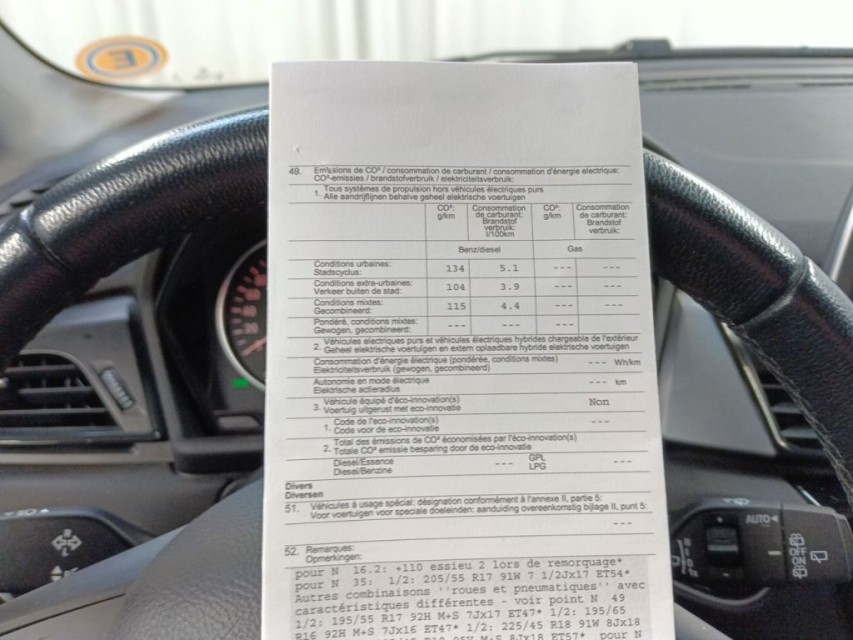 E
49. Emissions de CO² / consommation de carburant / consommation d'énergie electrique:
CO²-emissies / brandstofverbruik / elektriciteitsverbruik:
1. Tous systèmes de propulsion hors véhicules électriques purs
Alle aandrijflijnen behalve geheel elektrische voertuigen
CO²: g/km
Consommation de carburant: Brandstof verbruik: l/100km
CO²: g/km
Consommation de carburant: Brandstof verbruik:
Benz/diesel Gas
Conditions urbaines:
Stadscyclus: 134 5.1 --- ---
Conditions extra-urbaines:
Verkeer buiten de stad: 104 3.9 --- ---
Conditions mixtes:
Gecombineerd: 115 4.4 --- ---
Pondéré, conditions mixtes:
Gewogen, gecombineerd: --- --- --- ---
2. Véhicules electriques purs et véhicules électriques hybrides chargeable de l'extérieur
Geheel elektrische voertuigen en extern oplaadbare hybride elektrische voertuigen
Consommation d'énergie électrique (pondérée, conditions mixtes)
Elektriciteitsverbruik (gewogen, gecombineerd) --- Wh/km
Autonomie en mode électrique
Elektrische actieradius --- km
3. Véhicule équipé d'éco-innovation(s)
Voertuig uitgerust met eco-innovatie Non
1. Code de l'eco-innovation(s)
Code voor de eco-innovatie ---
2. Total des émissions de CO² économisées par l'éco-innovation(s)
Totale CO² emissie besparing door de eco-innovatie
Diesel/Essence --- GPL ---
Diesel/Benzine LPG
Divers
Diversen
51. Véhicules à usage spécial: désignation conformément à l'annexe II, partie 5:
Voor voertuigen voor speciale doeleinden: aanduiding overeenkomstig bijlage II, punt 5:
---
52. Remarques:
Opmerkingen:
pour N 16.2: +110 essieu 2 lors de remorquage*
pour N 35: 1/2: 205/55 R17 91W 7 1/2Jx17 ET54*
Autres combinaisons ''roues et pneumatiques'' avec
caractéristiques différentes - voir point N 49
1/2: 195/55 R17 92H M+S 7Jx17 ET47* 1/2: 195/65
R16 92H M+S 7Jx16 ET47* 1/2: 225/45 R18 91W 8Jx18
M+S 8Jx18 ET57* pour N
AUTO
OFF
ON